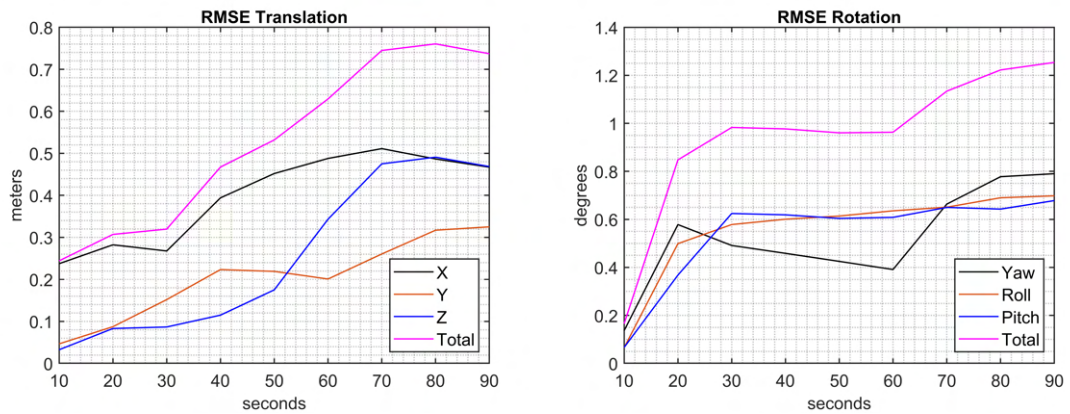 RMSE Translation
0.8
0.7
0.6
0.5
0.4
0.3
0.2
0.1
0
meters
X
Y
Z
Total
10 20 30 40 50 60 70 80 90
seconds
RMSE Rotation
1.4
1.2
1
0.8
0.6
0.4
0.2
0
degrees
Yaw
Roll
Pitch
Total
10 20 30 40 50 60 70 80 90
seconds